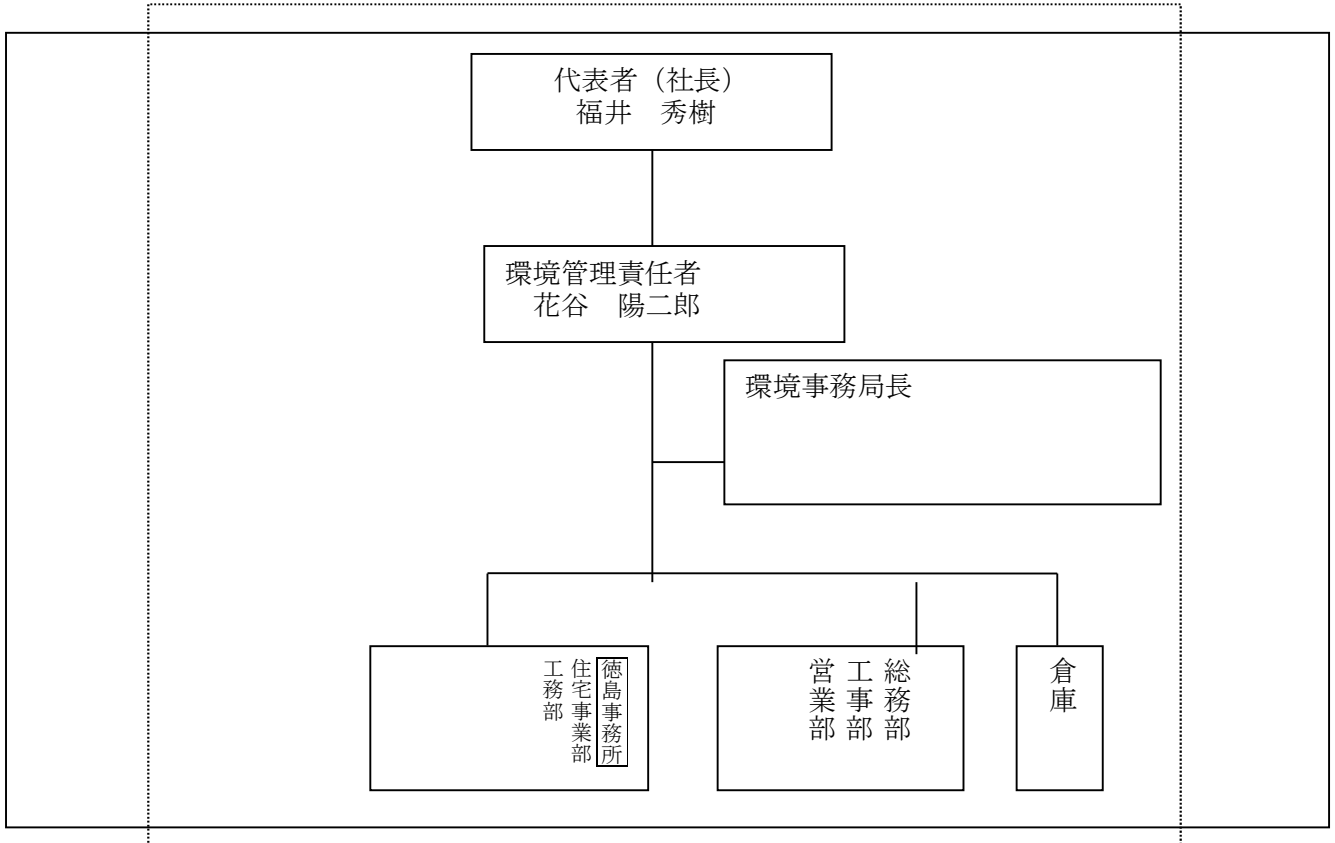 代表者（社長）
福井　秀樹
環境管理責任者
花谷　陽二郎
環境事務局長
徳島事務所
住宅事業部
工務部
総務部
工事部
営業部
倉庫